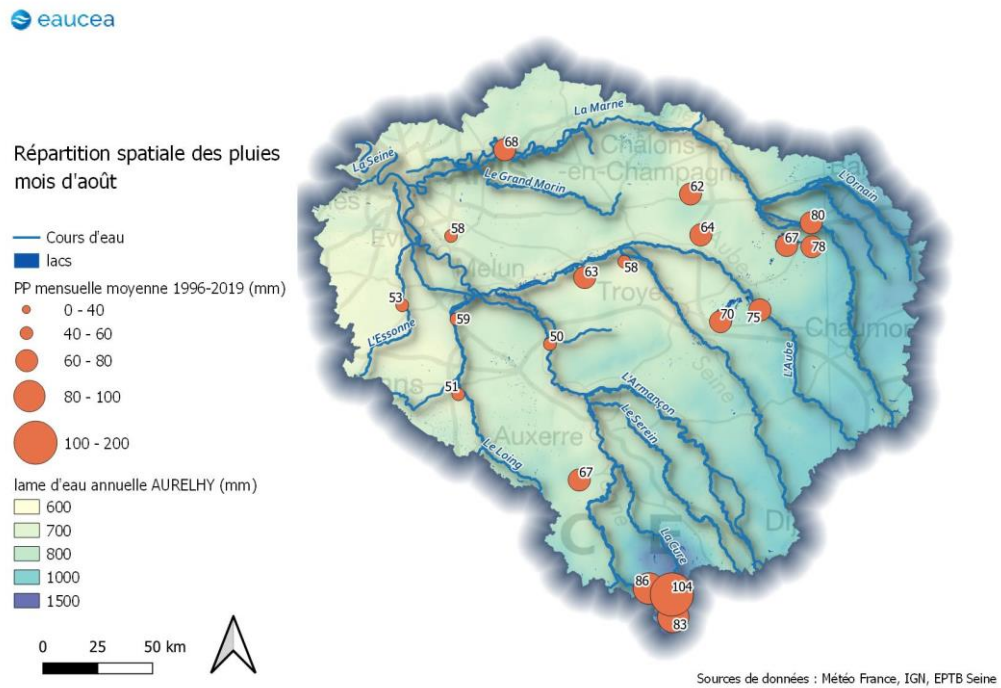 eaucea
Répartition spatiale des pluies
mois d'août
Cours d'eau
lacs
PP mensuelle moyenne 1996-2019 (mm)
0 - 40
40 - 60
60 - 80
80 - 100
100 - 200
lame d'eau annuelle AURELHY (mm)
600
700
800
1000
1500
0 25 50 km
La Marne
La Seine
68
Châlons-
-en-Champagne
Le Grand Morin
L'Ornain
62
80
58
64
67
78
Melun
63
58
Troyes
Aube
53
59
70
75
Chaumon
L'Essonne
50
Seine
L'Aube
51
L'Armançon
Le Serein
Auxerre
Le Loing
67
C
E
Di
La Cure
86
104
83
Sources de données : Météo France, IGN, EPTB Seine